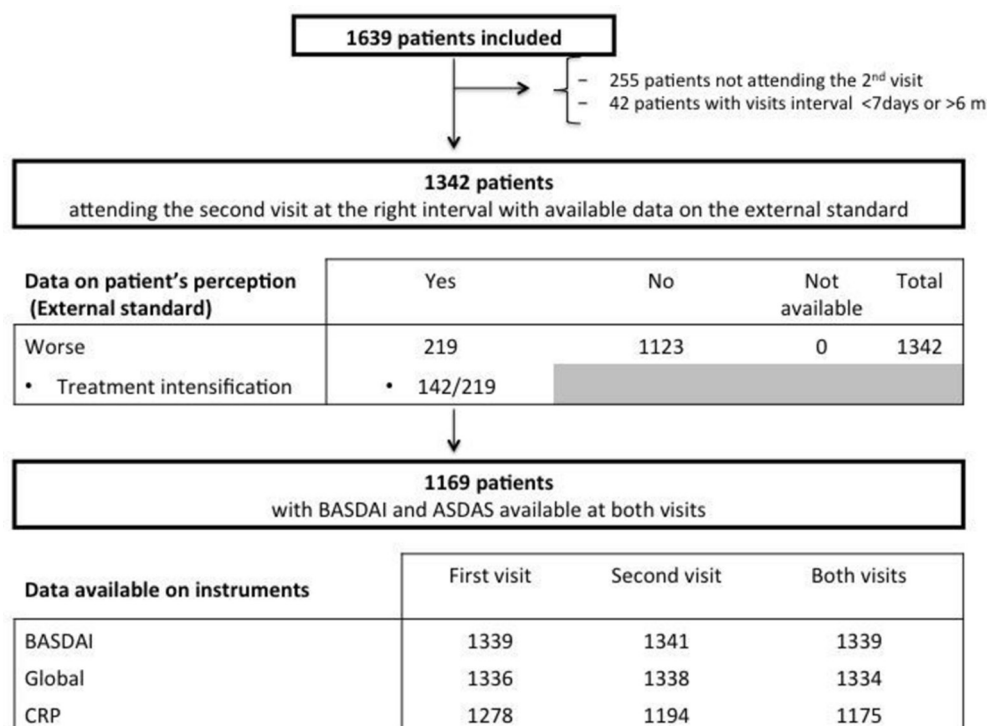 1639 patients included
– 255 patients not attending the 2nd visit
– 42 patients with visits interval <7days or >6 m
1342 patients
attending the second visit at the right interval with available data on the external standard
Data on patient's perception (External standard) Yes No Not available Total
Worse 219 1123 0 1342
• Treatment intensification • 142/219
1169 patients
with BASDAI and ASDAS available at both visits
Data available on instruments First visit Second visit Both visits
BASDAI 1339 1341 1339
Global 1336 1338 1334
CRP 1278 1194 1175